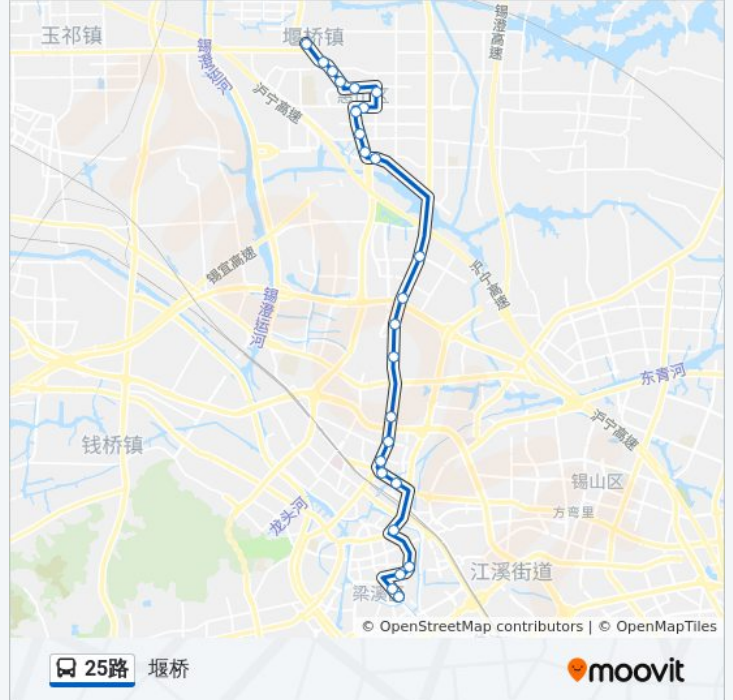 玉祁镇
堰桥镇
锡澄运河
沪宁高速
锡澄高速
锡宜高速
沪宁高速
锡澄运河
东青河
沪宁高速
钱桥镇
锡山区
方弯里
龙头河
江溪街道
© OpenStreetMap contributors | © OpenMapTiles
25路 堰桥
moovit